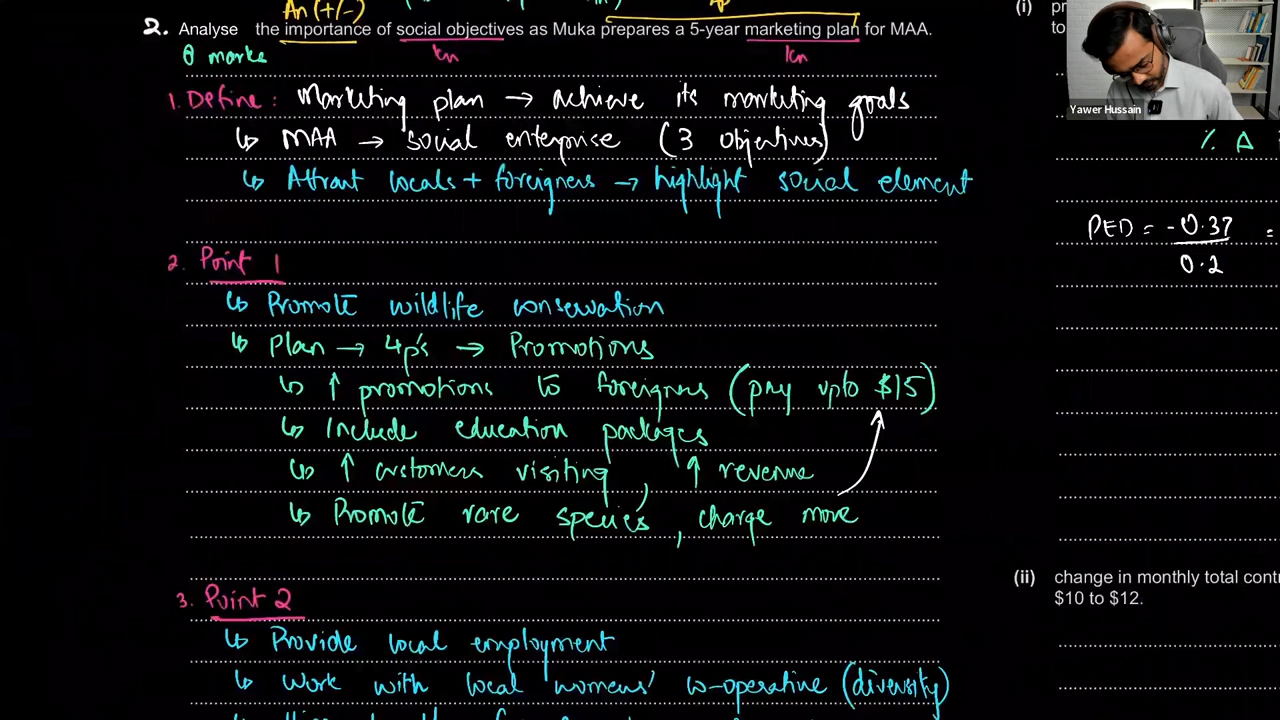 An (+/-)
(i)
2. Analyse the importance of social objectives as Muka prepares a 5-year marketing plan for MAA.
to
8 marks
kn
kn
1. Define: Marketing plan → achieve its marketing goals
Yawer Hussain
↳ MAA → social enterprise (3 objectives)
% Δ
↳ Attrant locals + foreigners → highlight social element
PED = -0.37 =
0.2
2. Point 1
↳ Promote wildlife conservation
↳ Plan → 4p's → Promotions
↳ ↑ promotions to foreigners (pay upto $15)
↳ Include education packages
↳ ↑ customers visiting, ↑ revenue
↳ Promote rare species, charge more
(ii) change in monthly total cont
$10 to $12.
3. Point 2
↳ Provide local employment
↳ Work with local womens' co-operative (diversity)